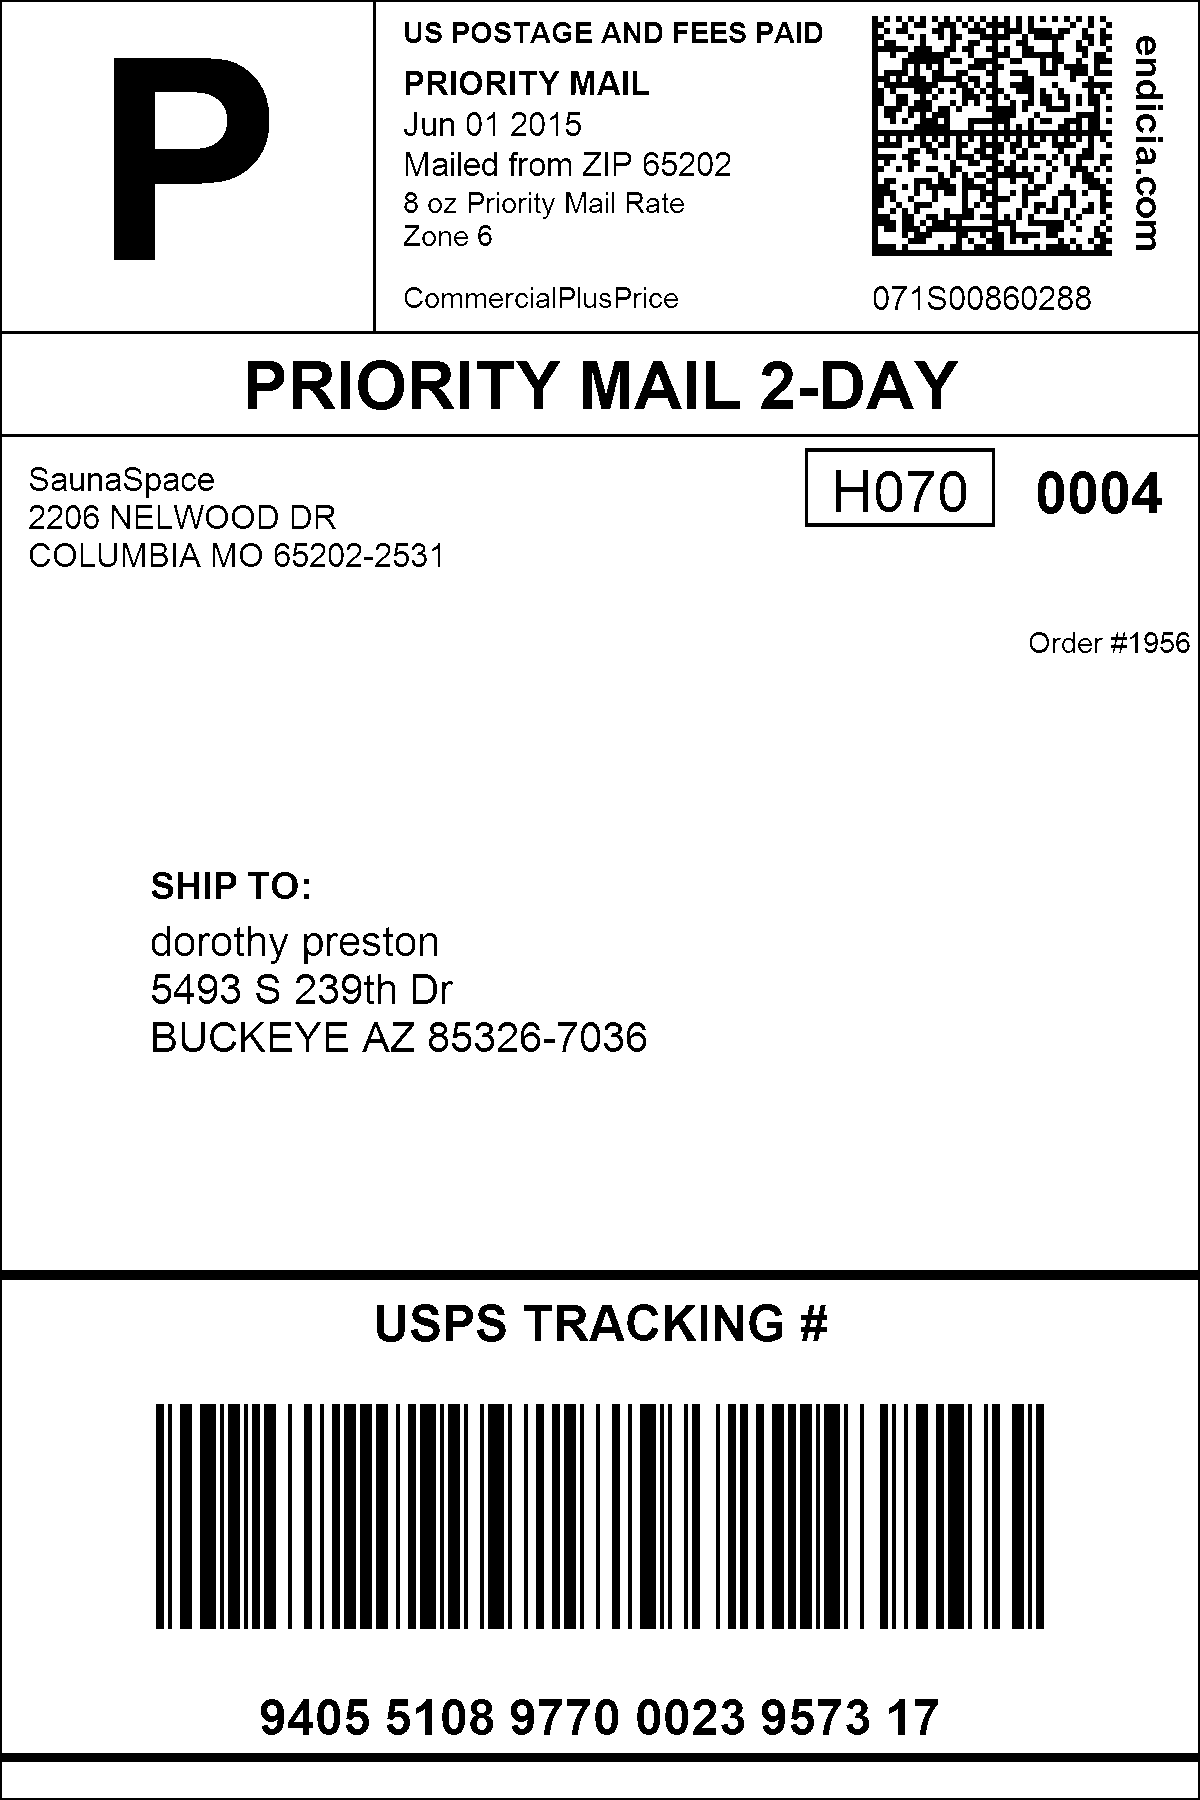 P
US POSTAGE AND FEES PAID
PRIORITY MAIL
Jun 01 2015
Mailed from ZIP 65202
8 oz Priority Mail Rate
Zone 6
CommercialPlusPrice
071S00860288
endicia.com
PRIORITY MAIL 2-DAY
SaunaSpace
2206 NELWOOD DR
COLUMBIA MO 65202-2531
H070 0004
Order #1956
SHIP TO:
dorothy preston
5493 S 239th Dr
BUCKEYE AZ 85326-7036
USPS TRACKING #
9405 5108 9770 0023 9573 17